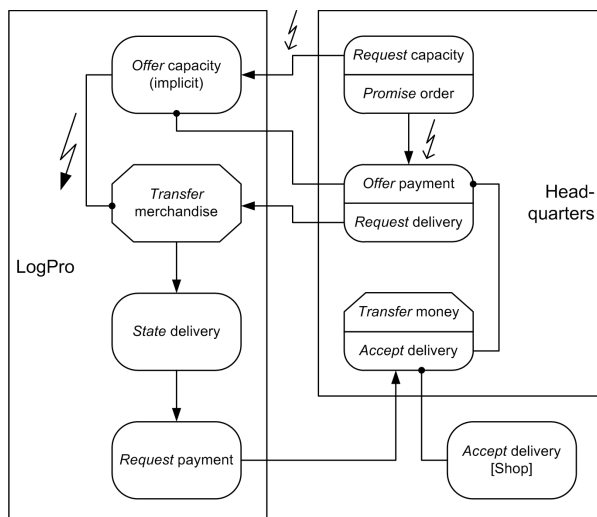 Offer capacity
(implicit)
Request capacity
Promise order
Transfer
merchandise
Offer payment
Request delivery
Head-
quarters
LogPro
State delivery
Transfer money
Accept delivery
Request payment
Accept delivery
[Shop]